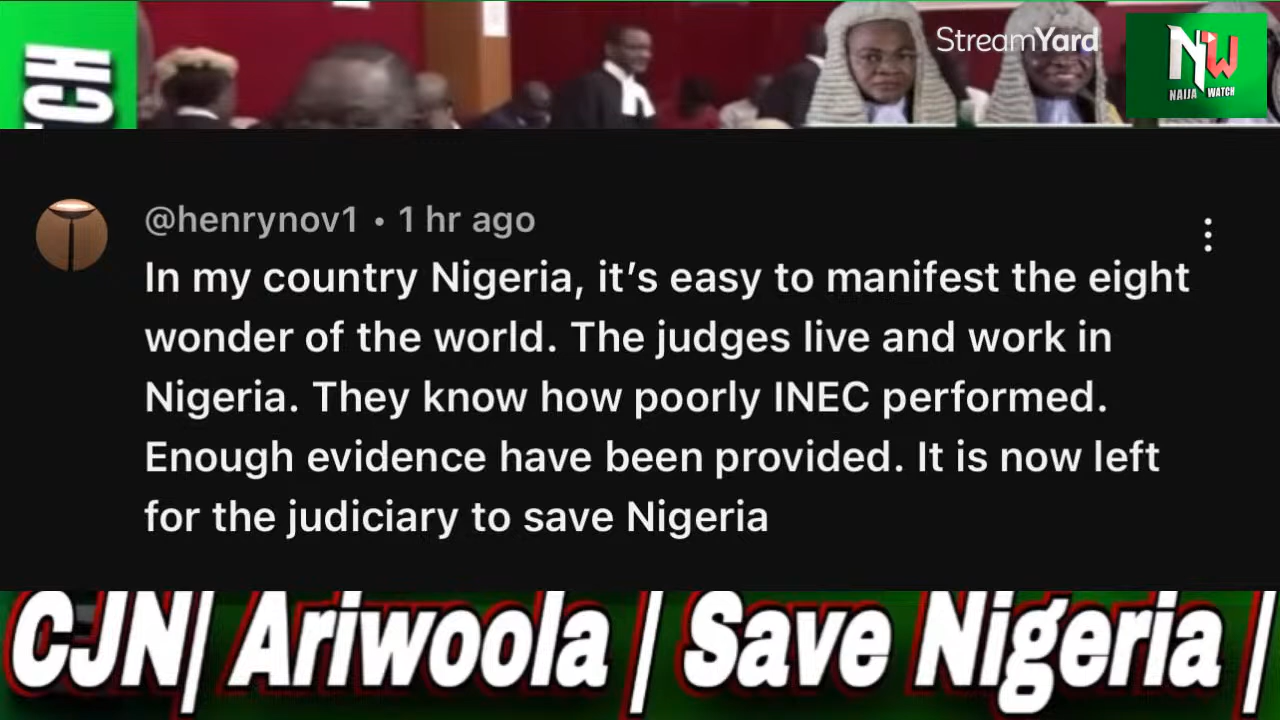 TCH
StreamYard
NW
NAIJA WATCH
@henrynov1 • 1 hr ago
In my country Nigeria, it’s easy to manifest the eight
wonder of the world. The judges live and work in
Nigeria. They know how poorly INEC performed.
Enough evidence have been provided. It is now left
for the judiciary to save Nigeria
CJN| Ariwoola | Save Nigeria |